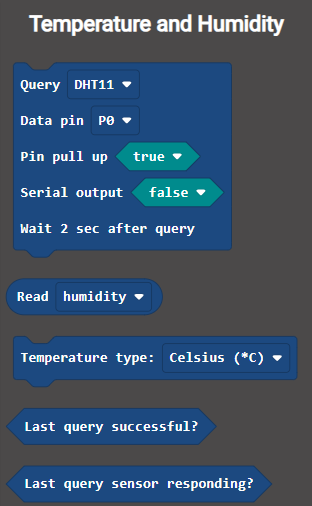 Temperature and Humidity
Query DHT11
Data pin P0
Pin pull up true
Serial output false
Wait 2 sec after query
Read humidity
Temperature type: Celsius (*C)
Last query successful?
Last query sensor responding?